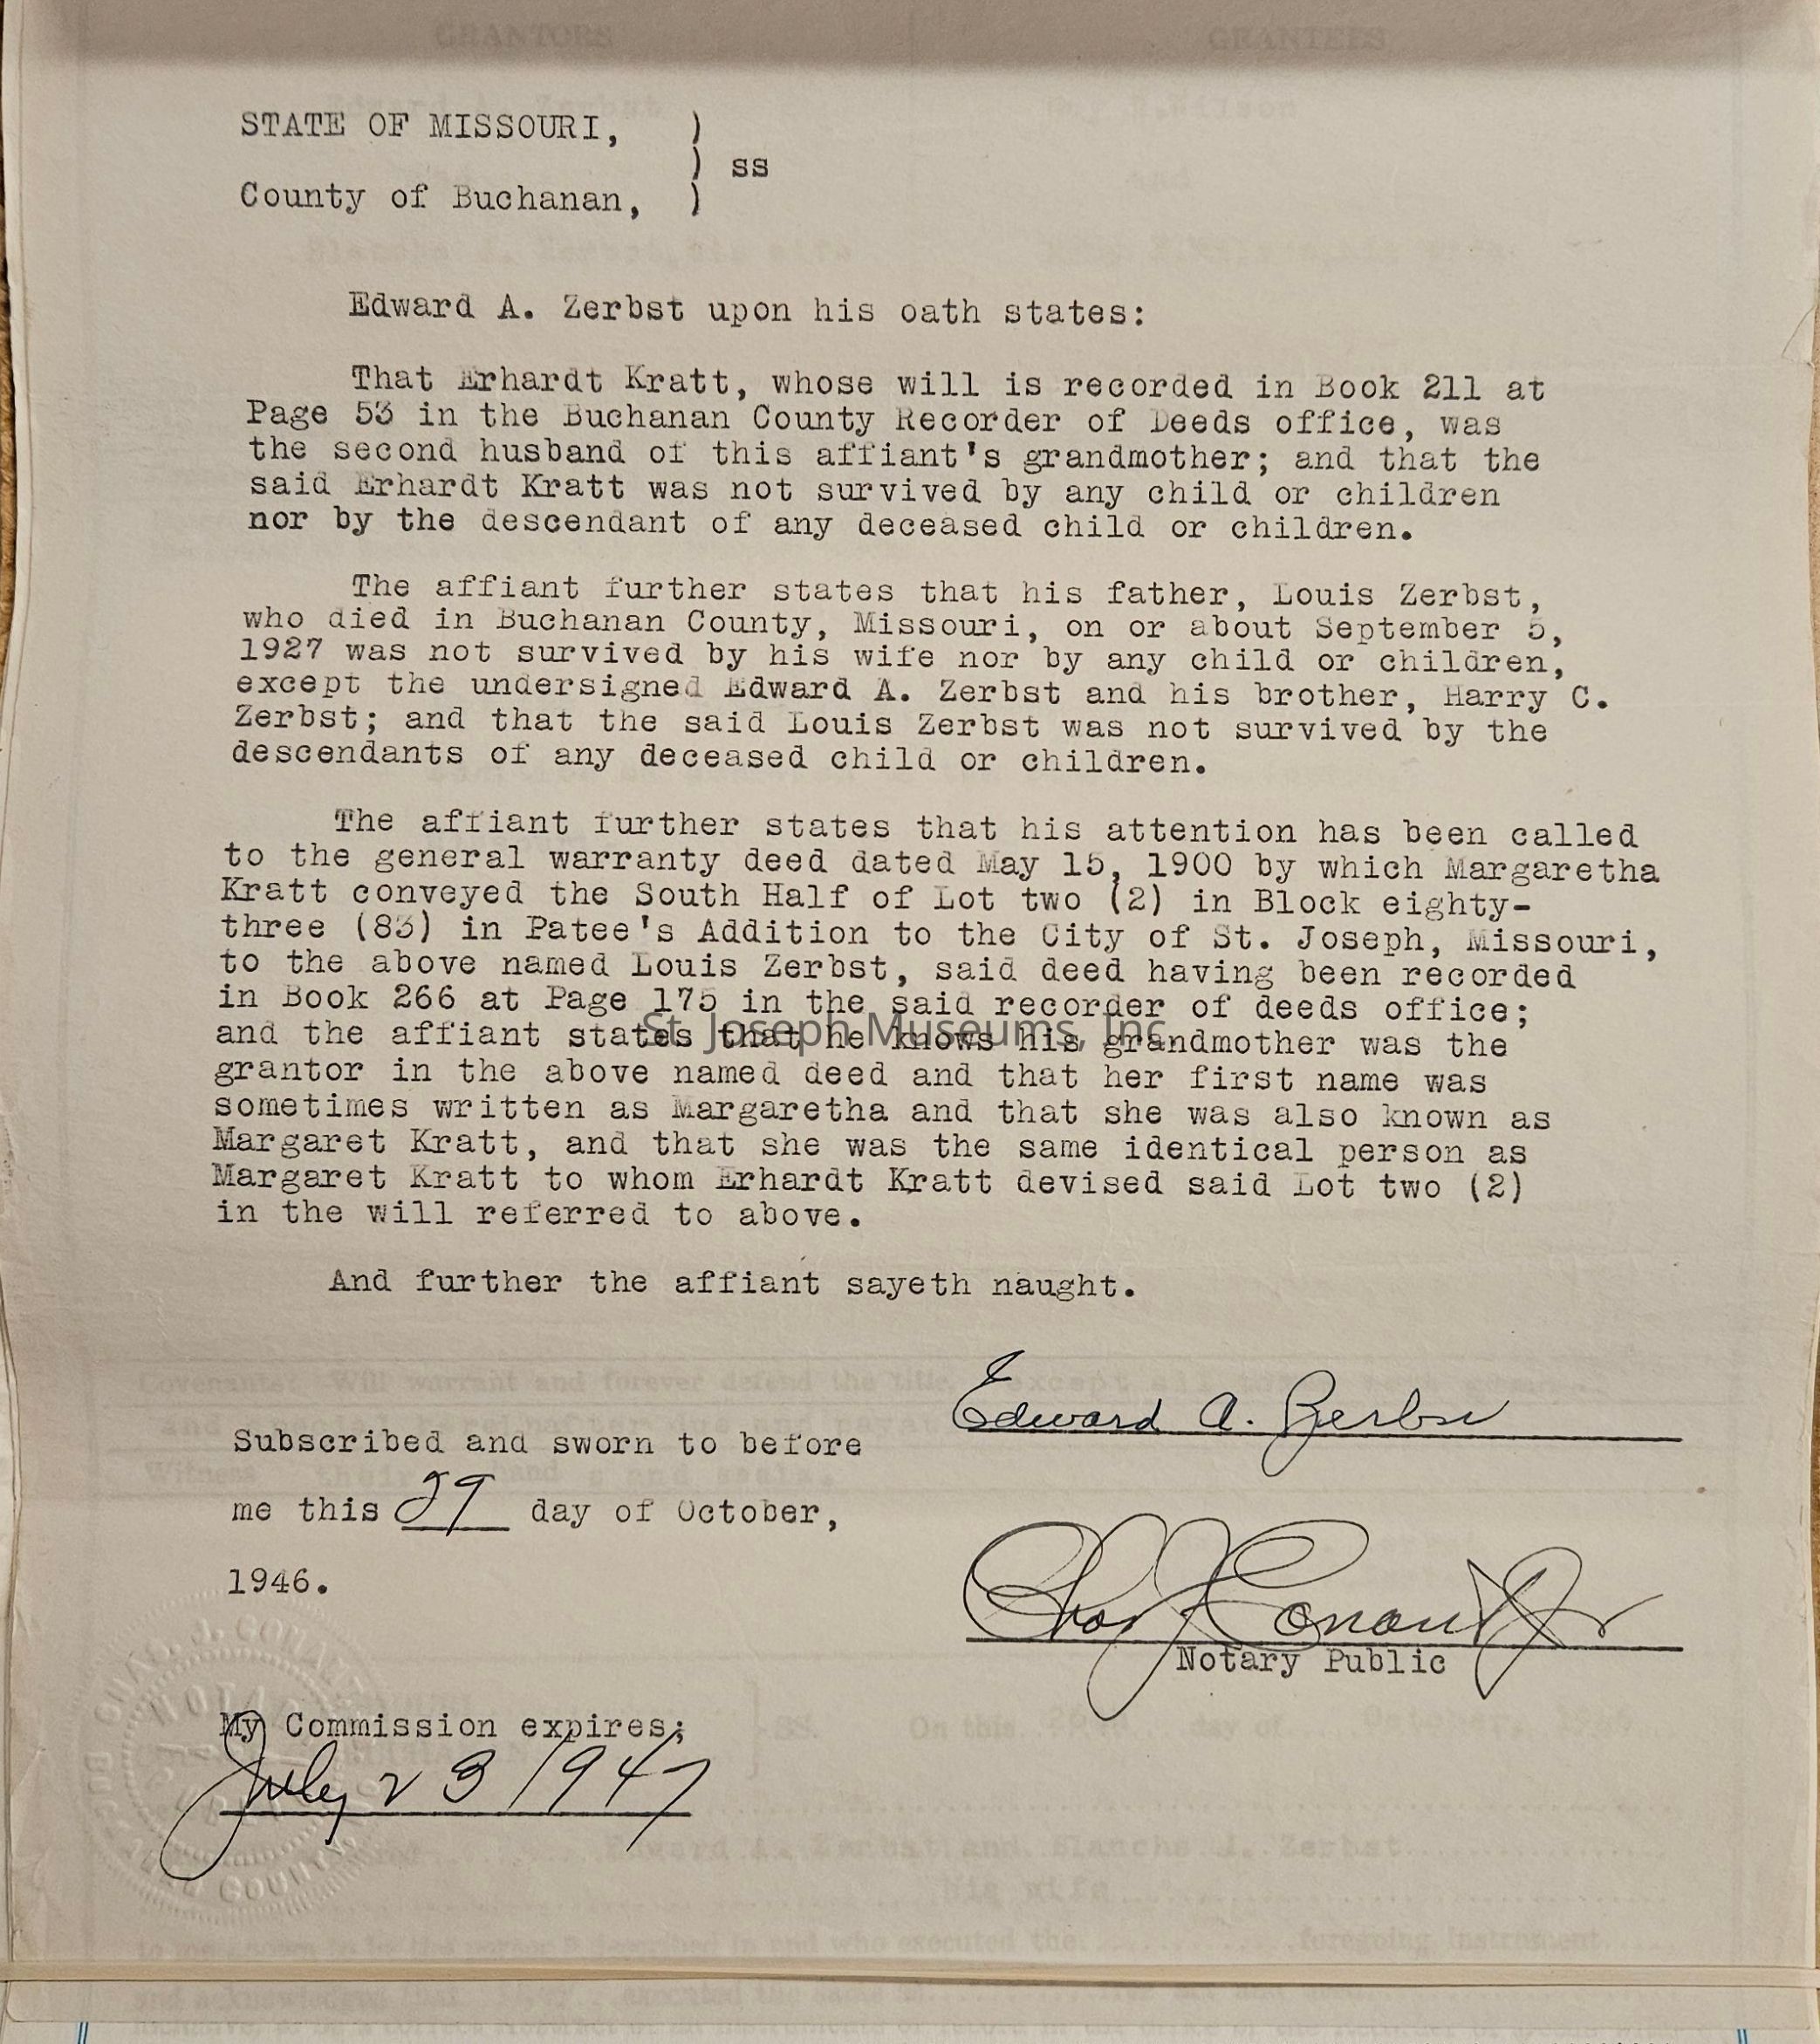 GRANTORS GRANTEES
STATE OF MISSOURI, )
) ss
County of Buchanan, )
Edward A. Zerbst upon his oath states:
That Erhardt Kratt, whose will is recorded in Book 211 at
Page 53 in the Buchanan County Recorder of Deeds office, was
the second husband of this affiant's grandmother; and that the
said Erhardt Kratt was not survived by any child or children
nor by the descendant of any deceased child or children.
The affiant further states that his father, Louis Zerbst,
who died in Buchanan County, Missouri, on or about September 5,
1927 was not survived by his wife nor by any child or children,
except the undersigned Edward A. Zerbst and his brother, Harry C.
Zerbst; and that the said Louis Zerbst was not survived by the
descendants of any deceased child or children.
The affiant further states that his attention has been called
to the general warranty deed dated May 15, 1900 by which Margaretha
Kratt conveyed the South Half of Lot two (2) in Block eighty-
three (83) in Patee's Addition to the City of St. Joseph, Missouri,
to the above named Louis Zerbst, said deed having been recorded
in Book 266 at Page 175 in the said recorder of deeds office;
St. Joseph Museums, Inc.
and the affiant states that he knows his grandmother was the
grantor in the above named deed and that her first name was
sometimes written as Margaretha and that she was also known as
Margaret Kratt, and that she was the same identical person as
Margaret Kratt to whom Erhardt Kratt devised said Lot two (2)
in the will referred to above.
And further the affiant sayeth naught.
Edward A. Zerbst
Subscribed and sworn to before
me this 29 day of October,
1946.
Chas J Conant Jr
Notary Public
My Commission expires;
July 23 1947